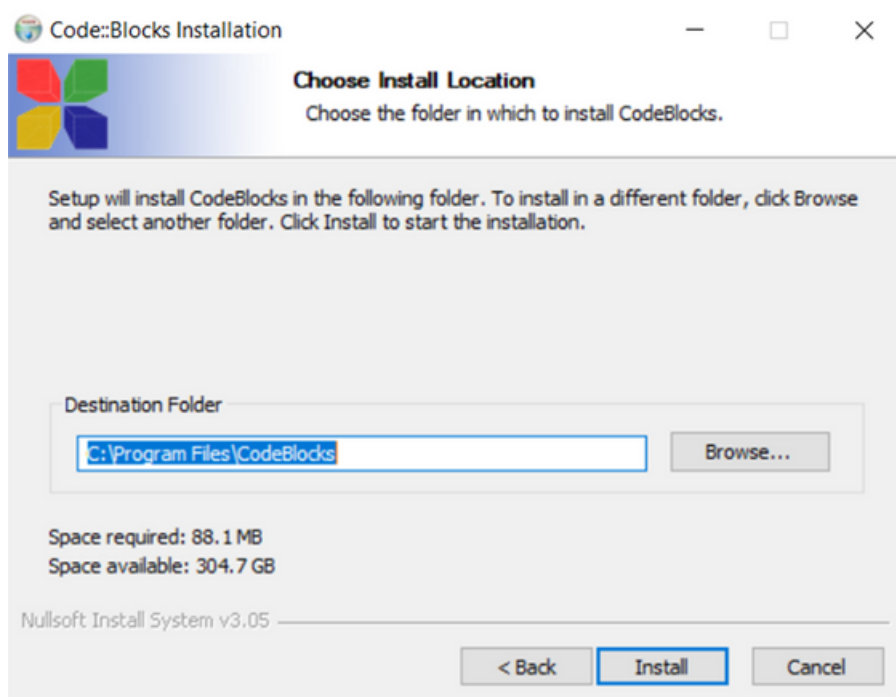 Code::Blocks Installation
Choose Install Location
Choose the folder in which to install CodeBlocks.
Setup will install CodeBlocks in the following folder. To install in a different folder, click Browse
and select another folder. Click Install to start the installation.
Destination Folder
C:\Program Files\CodeBlocks
Browse...
Space required: 88.1 MB
Space available: 304.7 GB
Nullsoft Install System v3.05
< Back Install Cancel